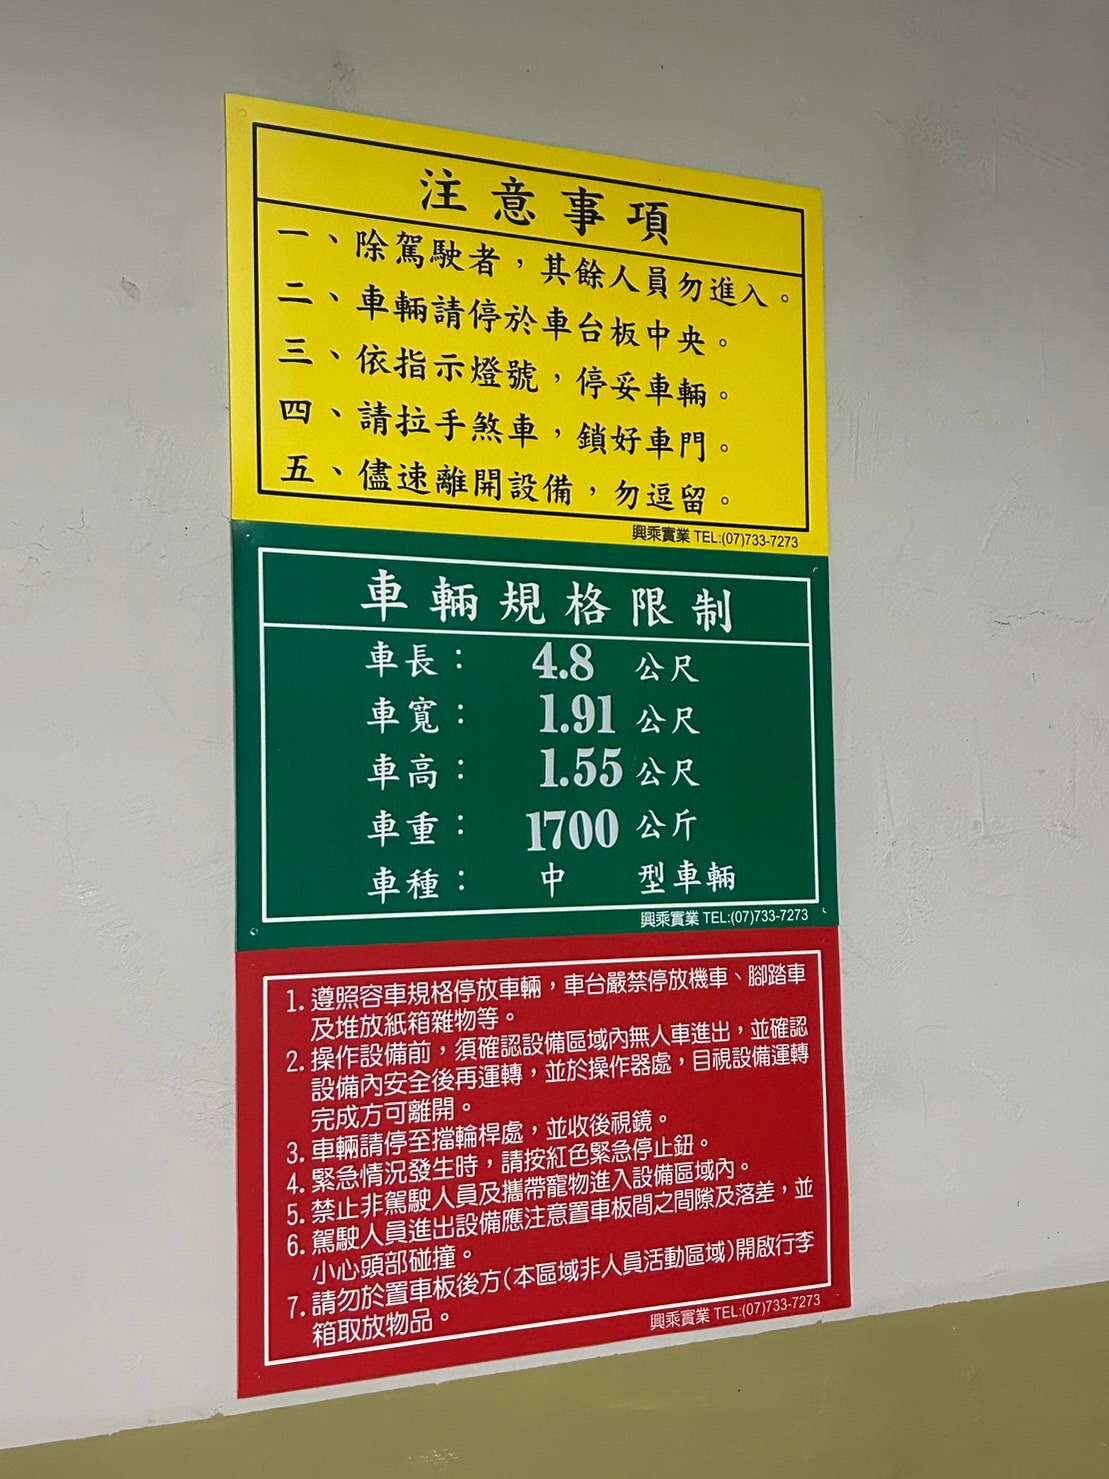 注意事項
一、除駕駛者，其餘人員勿進入。
二、車輛請停於車台板中央。
三、依指示燈號，停妥車輛。
四、請拉手煞車，鎖好車門。
五、儘速離開設備，勿逗留。
興乘實業 TEL:(07)733-7273
車輛規格限制
車長： 4.8 公尺
車寬： 1.91 公尺
車高： 1.55 公尺
車重： 1700 公斤
車種： 中 型車輛
興乘實業 TEL:(07)733-7273
1. 遵照容車規格停放車輛，車台嚴禁停放機車、腳踏車
及堆放紙箱雜物等。
2. 操作設備前，須確認設備區域內無人車進出，並確認
設備內安全後再運轉，並於操作器處，目視設備運轉
完成方可離開。
3. 車輛請停至擋輪桿處，並收後視鏡。
4. 緊急情況發生時，請按紅色緊急停止鈕。
5. 禁止非駕駛人員及攜帶寵物進入設備區域內。
6. 駕駛人員進出設備應注意置車板間之間隙及落差，並
小心頭部碰撞。
7. 請勿於置車板後方(本區域非人員活動區域)開啟行李
箱取放物品。
興乘實業 TEL:(07)733-7273